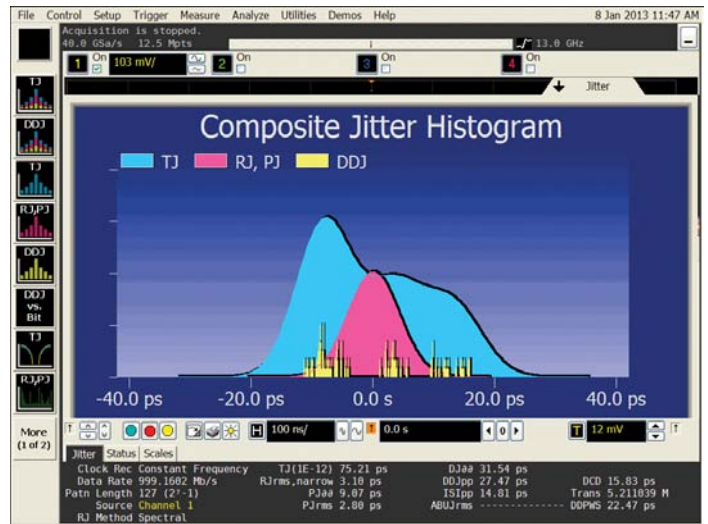 File Control Setup Trigger Measure Analyze Utilities Demos Help 8 Jan 2013 11:47 AM
Acquisition is stopped.
40.0 GSa/s 12.5 Mpts 13.0 GHz
1 On 103 mV/ 2 On 3 On 4 On
Jitter
TJ
DDJ
TJ
RJ,PJ
DDJ
DDJ
vs.
Bit
TJ
RJ,PJ
More
(1 of 2)
Composite Jitter Histogram
TJ RJ, PJ DDJ
-40.0 ps -20.0 ps 0.0 s 20.0 ps 40.0 ps
H 100 ns/ 0.0 s 0 T 12 mV
Jitter Status Scales
Clock Rec Constant Frequency TJ(1E-12) 75.21 ps DJ∂∂ 31.54 ps
Data Rate 999.1602 Mb/s RJrms,narrow 3.10 ps DDJpp 27.47 ps DCD 15.83 ps
Patn Length 127 (2⁷-1) PJ∂∂ 9.07 ps ISIpp 14.81 ps Trans 5.211039 M
Source Channel 1 PJrms 2.80 ps ABUJrms -------------- DDPWS 22.47 ps
RJ Method Spectral